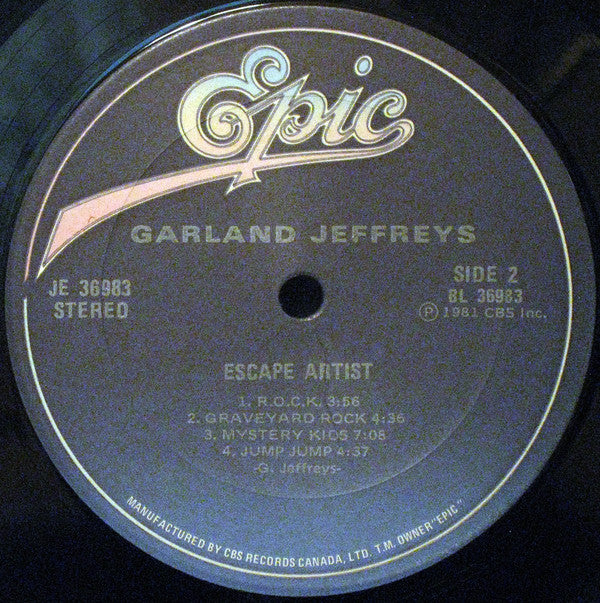 Epic
GARLAND JEFFREYS
JE 36983
STEREO
SIDE 2
BL 36983
Ⓟ 1981 CBS Inc.
ESCAPE ARTIST
1. R.O.C.K. 3:56
2. GRAVEYARD ROCK 4:36
3. MYSTERY KIDS 7:08
4. JUMP JUMP 4:37
-G. Jeffreys-
MANUFACTURED BY CBS RECORDS CANADA, LTD. T.M. OWNER "EPIC"